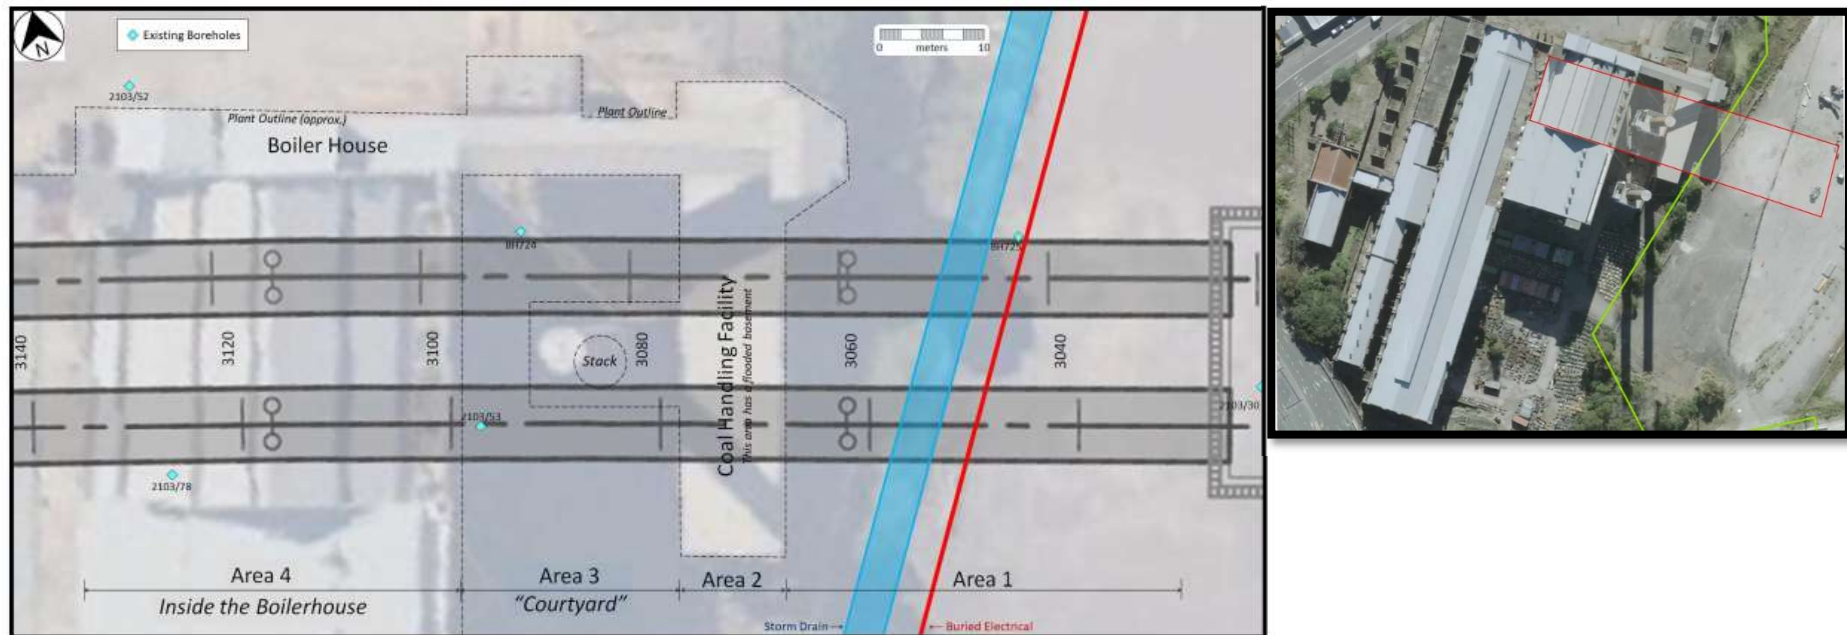 N
Existing Boreholes
0 meters 10
2103/52
Plant Outline (approx.)
Plant Outline
Boiler House
BH724
BH725
3140
3120
3100
3080
3060
3040
Stack
Coal Handling Facility
This area has a flooded basement
2103/53
2103/30
2103/78
Area 4
Inside the Boilerhouse
Area 3
"Courtyard"
Area 2
Area 1
Storm Drain
Buried Electrical